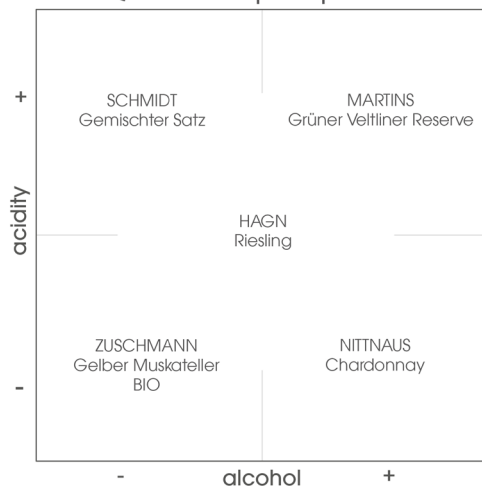 +
SCHMIDT
Gemischter Satz
MARTINS
Grüner Veltliner Reserve
acidity
HAGN
Riesling
ZUSCHMANN
Gelber Muskateller
BIO
NITTNAUS
Chardonnay
-
- alcohol +